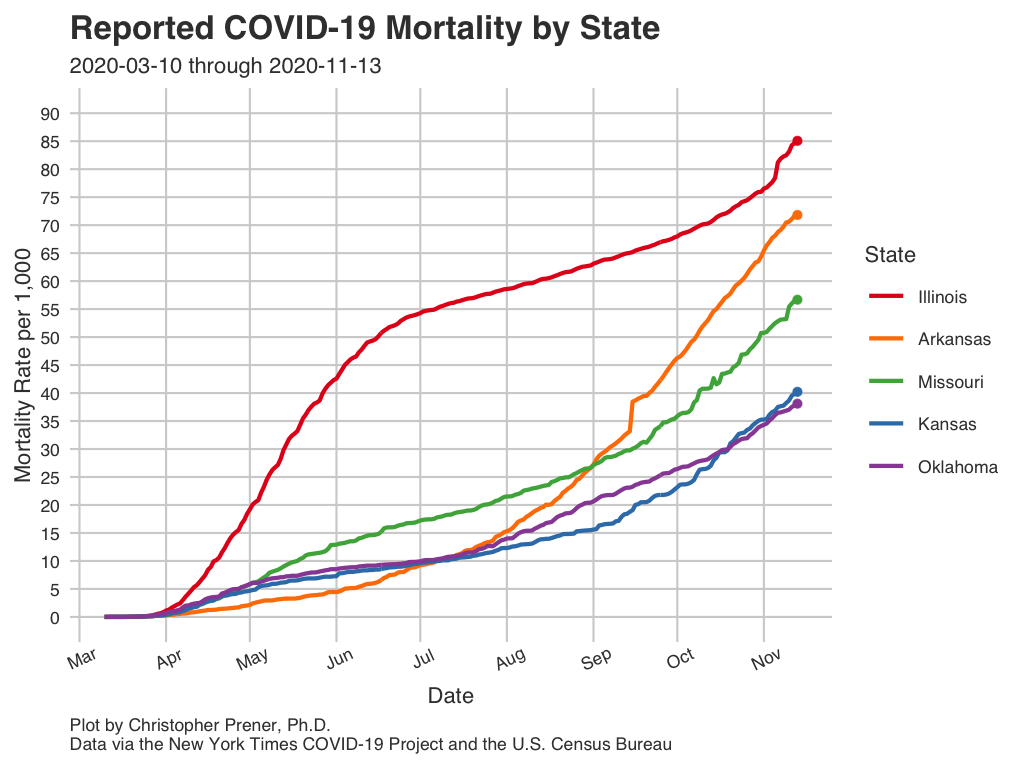 Reported COVID-19 Mortality by State
2020-03-10 through 2020-11-13
Mortality Rate per 1,000
90
85
80
75
70
65
60
55
50
45
40
35
30
25
20
15
10
5
0
Mar Apr May Jun Jul Aug Sep Oct Nov
Date
State
Illinois
Arkansas
Missouri
Kansas
Oklahoma
Plot by Christopher Prener, Ph.D.
Data via the New York Times COVID-19 Project and the U.S. Census Bureau